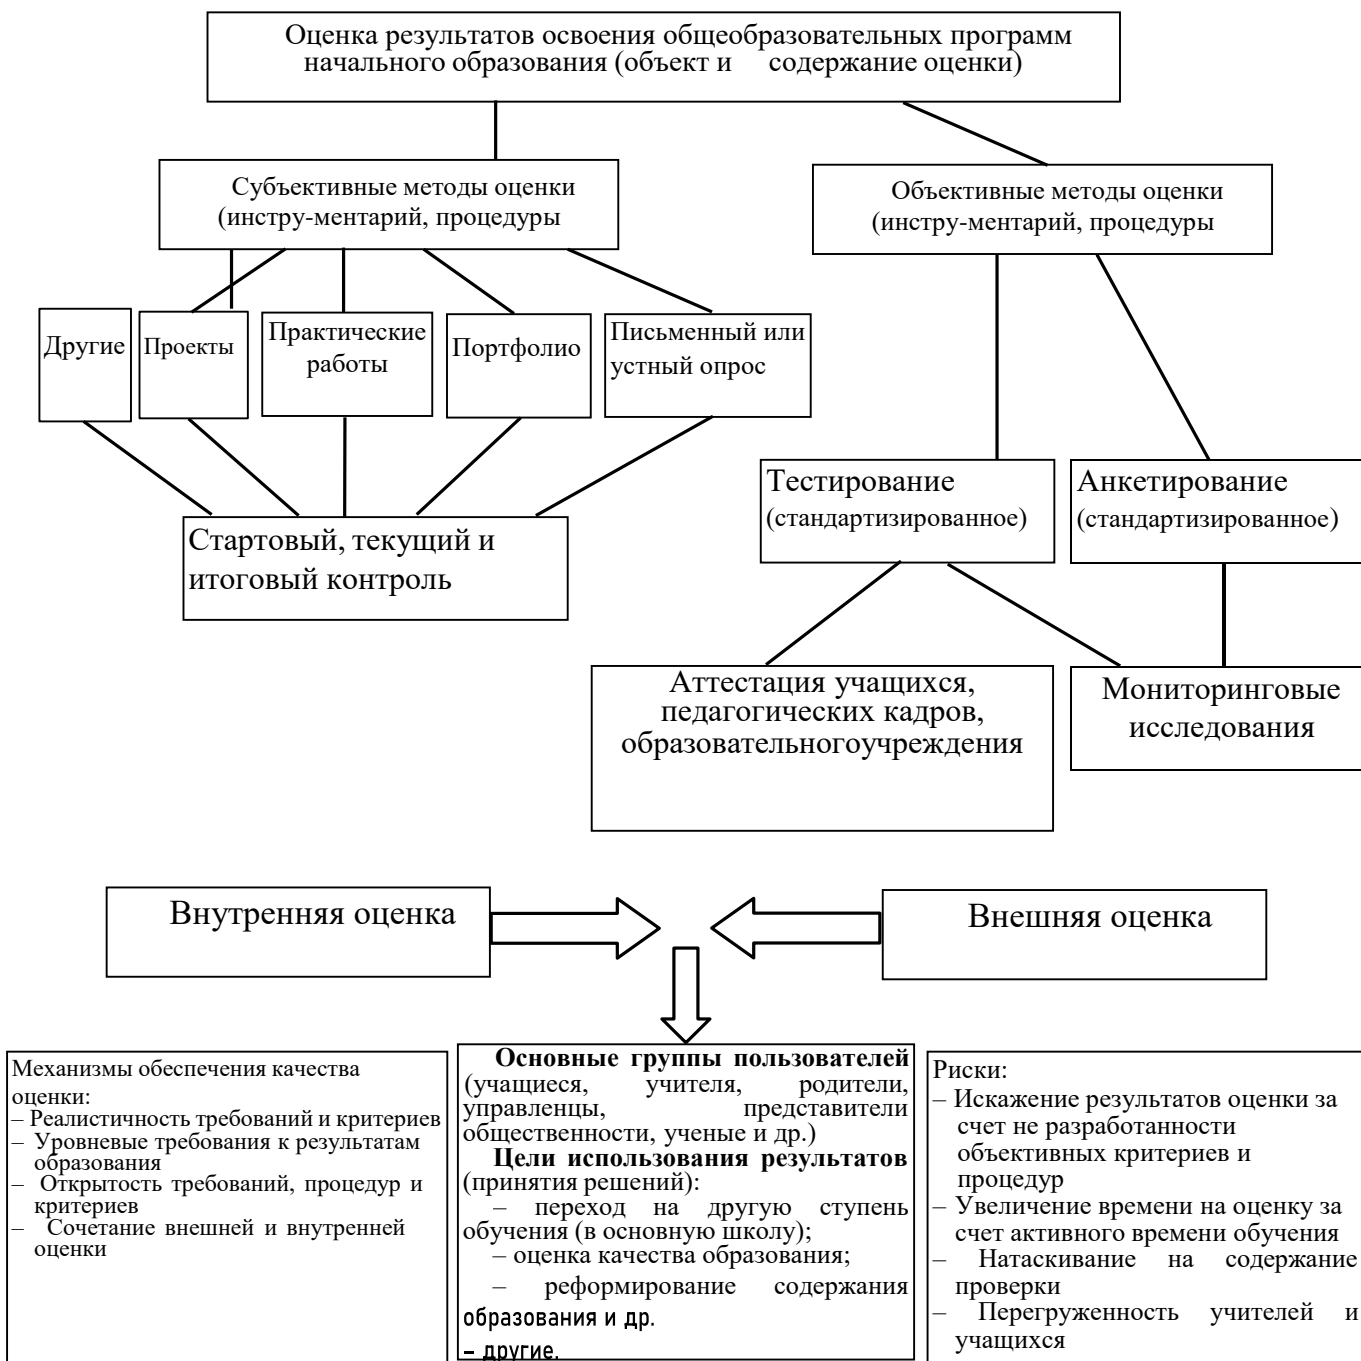 Оценка результатов освоения общеобразовательных программ
начального образования (объект и содержание оценки)
Субъективные методы оценки
(инстру-ментарий, процедуры
Объективные методы оценки
(инстру-ментарий, процедуры
Другие
Проекты
Практические
работы
Портфолио
Письменный или
устный опрос
Тестирование
(стандартизированное)
Анкетирование
(стандартизированное)
Стартовый, текущий и
итоговый контроль
Аттестация учащихся,
педагогических кадров,
образовательногоучреждения
Мониторинговые
исследования
Внутренняя оценка
Внешняя оценка
Механизмы обеспечения качества
оценки:
– Реалистичность требований и критериев
– Уровневые требования к результатам
образования
– Открытость требований, процедур и
критериев
– Сочетание внешней и внутренней
оценки
Основные группы пользователей
(учащиеся, учителя, родители,
управленцы, представители
общественности, ученые и др.)
Цели использования результатов
(принятия решений):
– переход на другую ступень
обучения (в основную школу);
– оценка качества образования;
– реформирование содержания
образования и др.
– другие.
Риски:
– Искажение результатов оценки за
счет не разработанности
объективных критериев и
процедур
– Увеличение времени на оценку за
счет активного времени обучения
– Натаскивание на содержание
проверки
– Перегруженность учителей и
учащихся